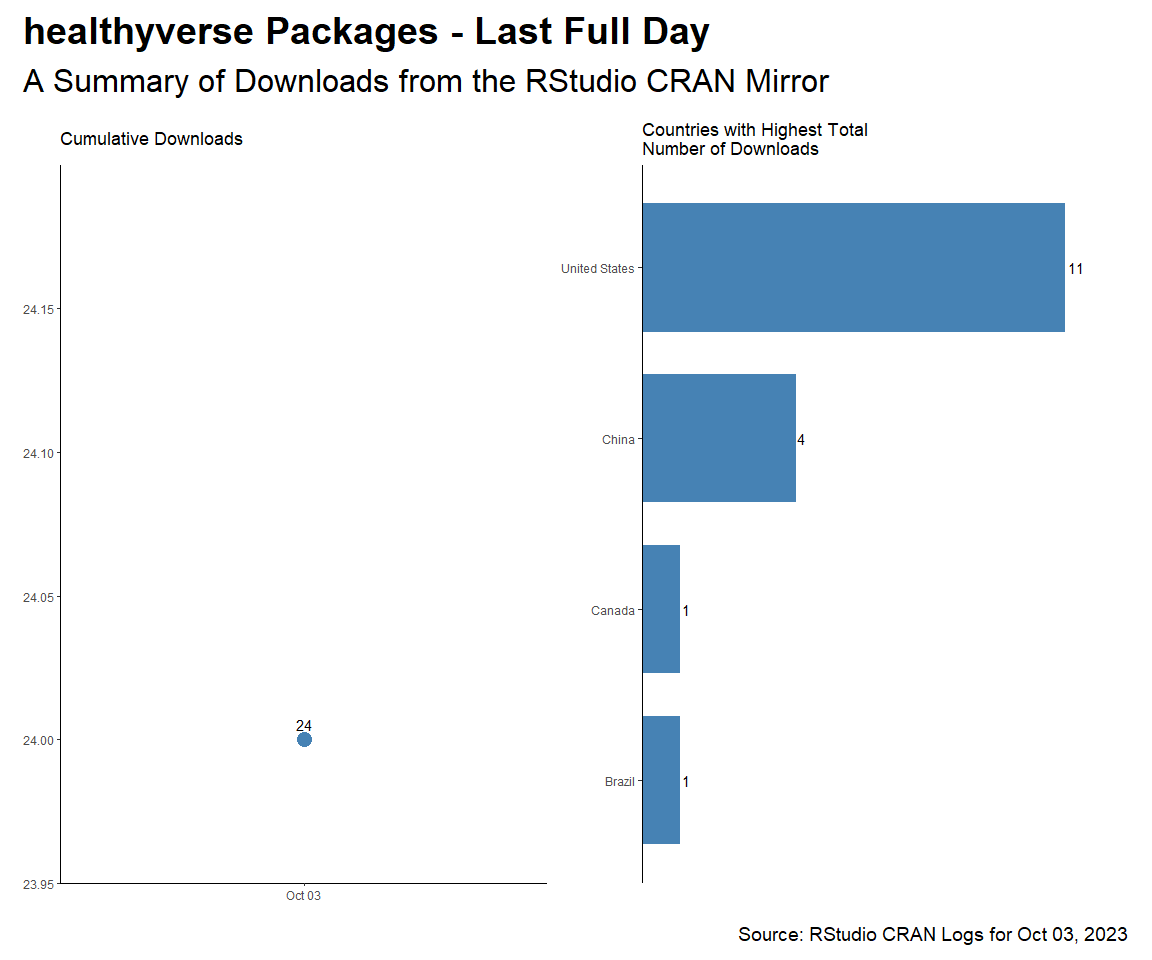 healthyverse Packages - Last Full Day
A Summary of Downloads from the RStudio CRAN Mirror
Cumulative Downloads
24.15
24.10
24.05
24.00
23.95
24
Oct 03
Countries with Highest Total
Number of Downloads
United States
11
China
4
Canada
1
Brazil
1
Source: RStudio CRAN Logs for Oct 03, 2023